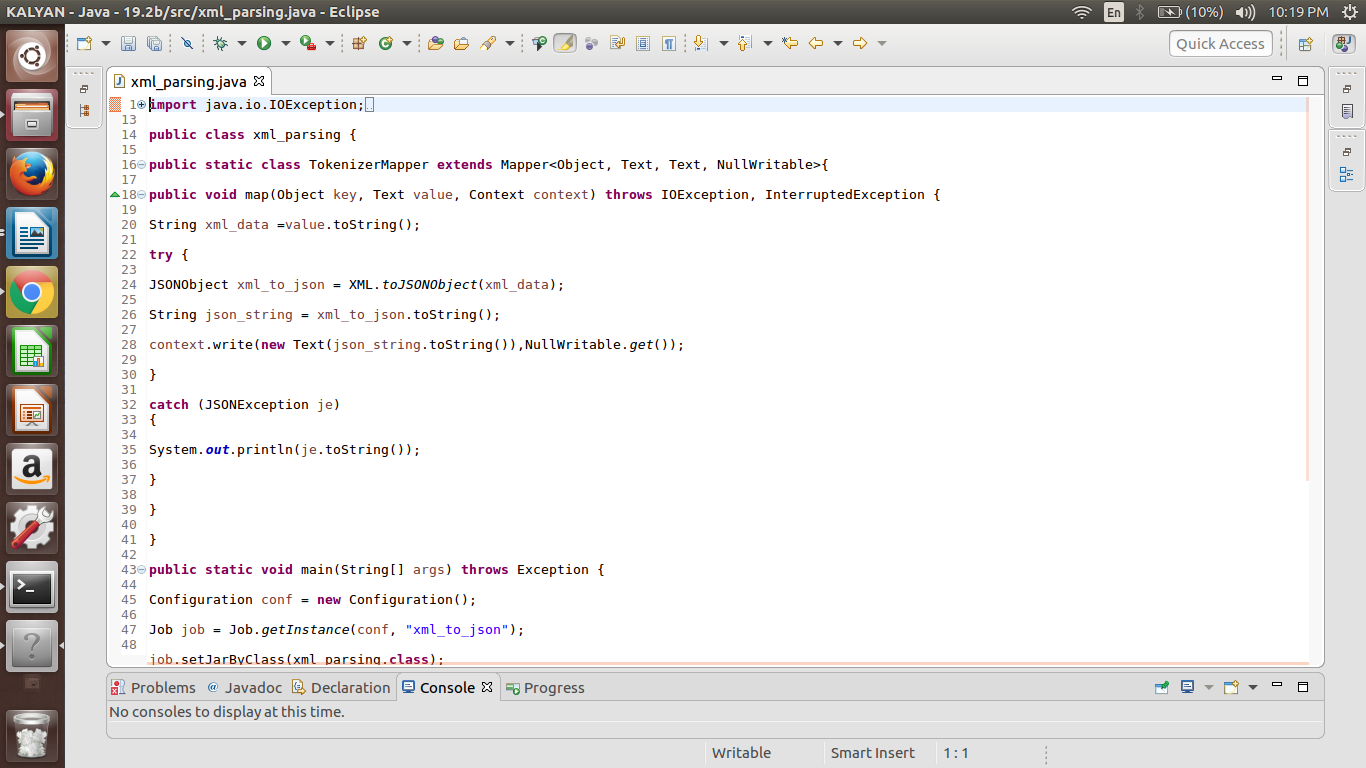 KALYAN - Java - 19.2b/src/xml_parsing.java - Eclipse
En
(10%)
10:19 PM
Quick Access
xml_parsing.java
1 import java.io.IOException;
13
14 public class xml_parsing {
15
16 public static class TokenizerMapper extends Mapper<Object, Text, Text, NullWritable>{
17
18 public void map(Object key, Text value, Context context) throws IOException, InterruptedException {
19
20 String xml_data =value.toString();
21
22 try {
23
24 JSONObject xml_to_json = XML.toJSONObject(xml_data);
25
26 String json_string = xml_to_json.toString();
27
28 context.write(new Text(json_string.toString()),NullWritable.get());
29
30 }
31
32 catch (JSONException je)
33 {
34
35 System.out.println(je.toString());
36
37 }
38
39 }
40
41 }
42
43 public static void main(String[] args) throws Exception {
44
45 Configuration conf = new Configuration();
46
47 Job job = Job.getInstance(conf, "xml_to_json");
48
job.setJarByClass(xml_parsing.class);
Problems @ Javadoc Declaration Console Progress
No consoles to display at this time.
Writable Smart Insert 1 : 1